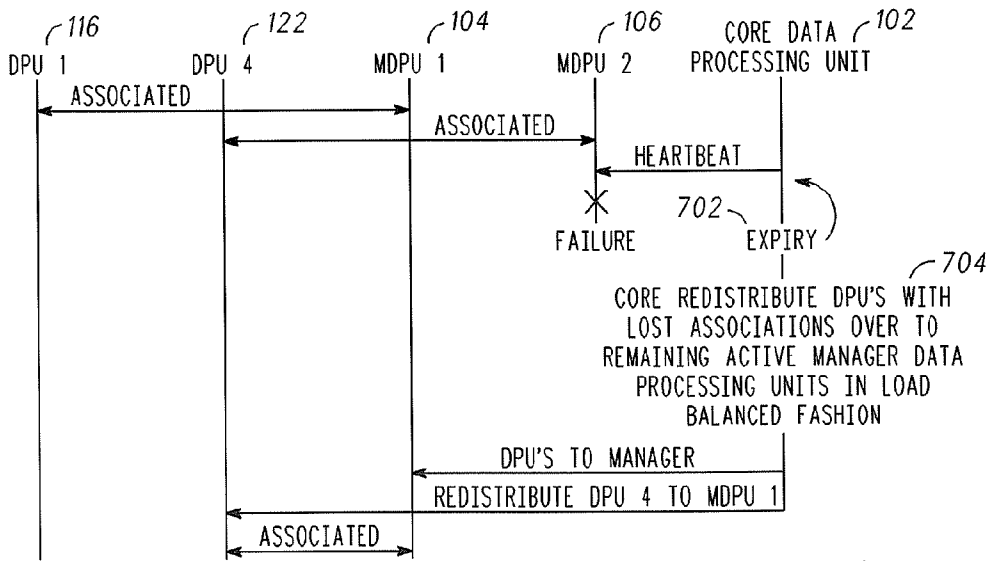 116
122
104
106
CORE DATA
PROCESSING UNIT
102
DPU 1
DPU 4
MDPU 1
MDPU 2
ASSOCIATED
ASSOCIATED
HEARTBEAT
702
FAILURE
EXPIRY
704
CORE REDISTRIBUTE DPU'S WITH
LOST ASSOCIATIONS OVER TO
REMAINING ACTIVE MANAGER DATA
PROCESSING UNITS IN LOAD
BALANCED FASHION
DPU'S TO MANAGER
REDISTRIBUTE DPU 4 TO MDPU 1
ASSOCIATED